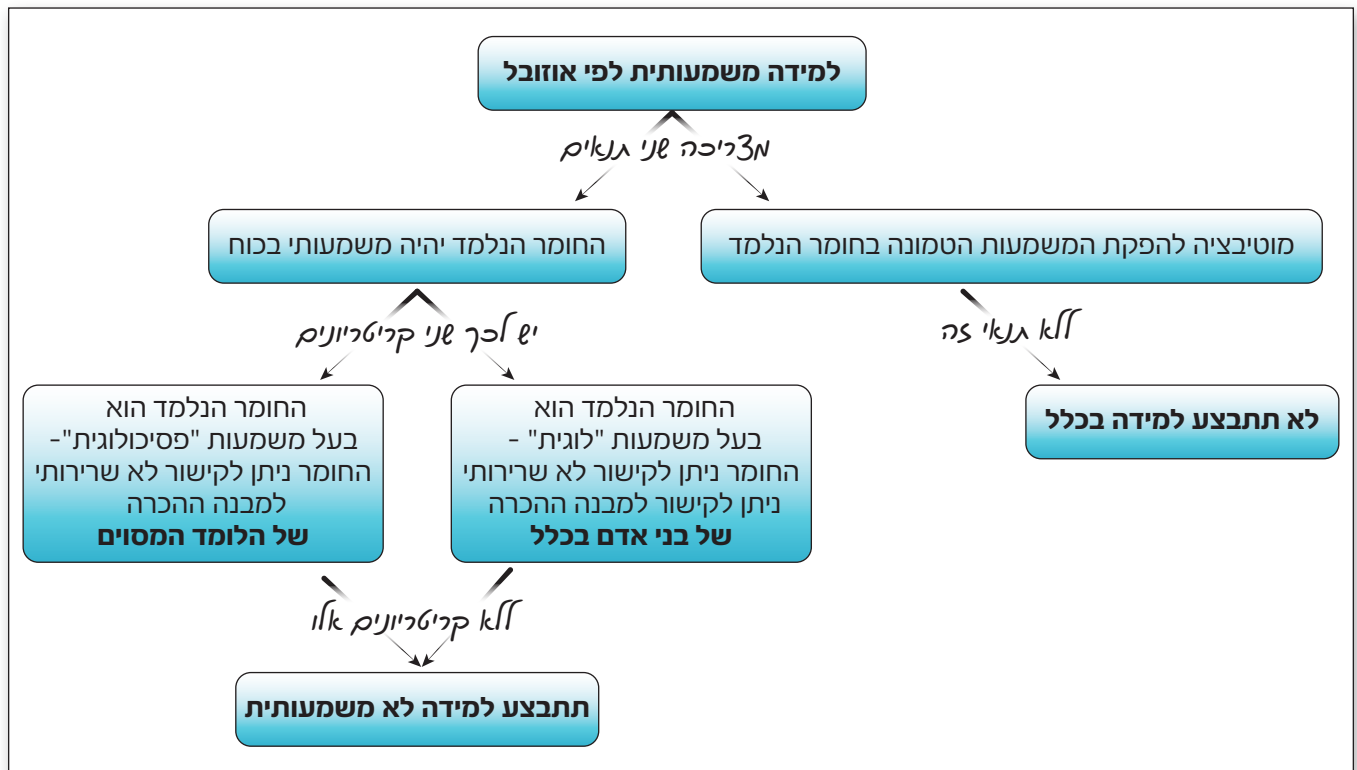 למידה משמעותית לפי אוזובל
מצריכה שני תנאים
מוטיבציה להפקת המשמעות הטמונה בחומר הנלמד
החומר הנלמד יהיה משמעותי בכוח
ללא תנאי זה
יש לכך שני קריטריונים
לא תתבצע למידה בכלל
החומר הנלמד הוא
בעל משמעות "לוגית" -
החומר ניתן לקישור לא שרירותי
ניתן לקישור למבנה ההכרה
של בני אדם בכלל
החומר הנלמד הוא
בעל משמעות "פסיכולוגית"-
החומר ניתן לקישור לא שרירותי
למבנה ההכרה
של הלומד המסוים
ללא קריטריונים אלו
תתבצע למידה לא משמעותית